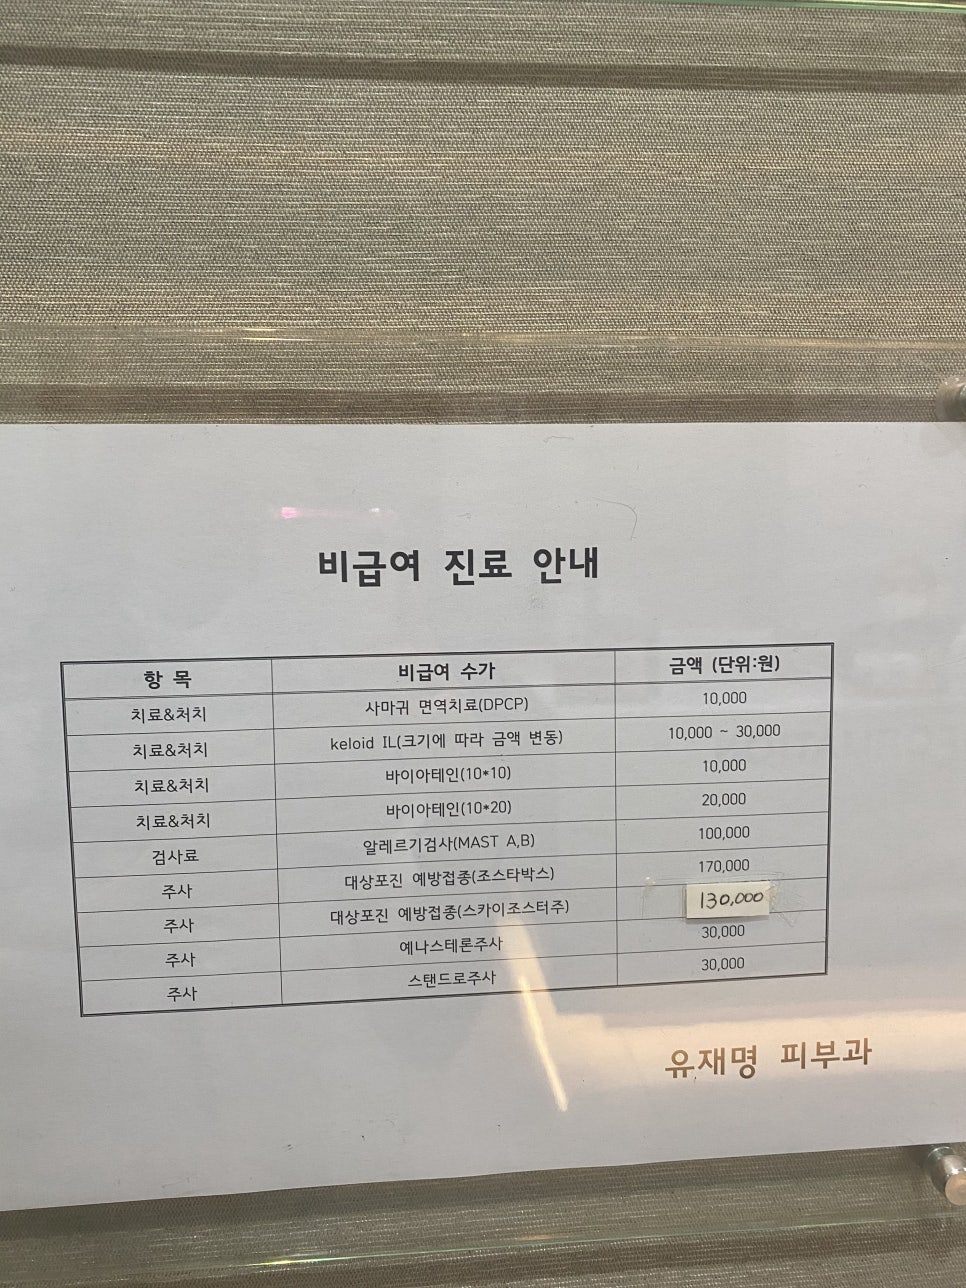 비급여 진료 안내
항 목 비급여 수가 금액 (단위:원)
치료&처치 사마귀 면역치료(DPCP) 10,000
치료&처치 keloid IL(크기에 따라 금액 변동) 10,000 ~ 30,000
치료&처치 바이아테인(10*10) 10,000
치료&처치 바이아테인(10*20) 20,000
검사료 알레르기검사(MAST A,B) 100,000
주사 대상포진 예방접종(조스타박스) 170,000
주사 대상포진 예방접종(스카이조스터주) 130,000
주사 예나스테론주사 30,000
주사 스탠드로주사 30,000
유재명 피부과